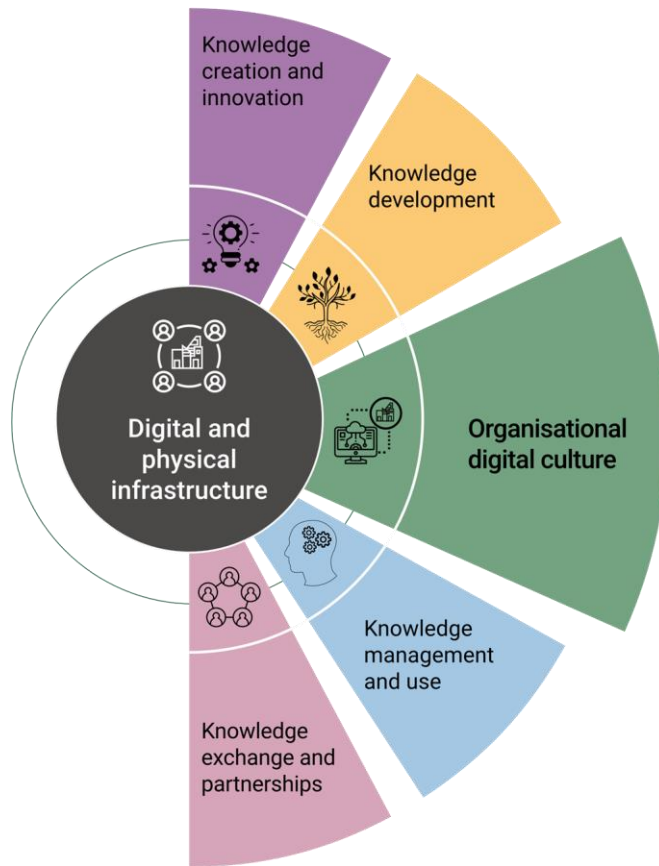 Knowledge
creation and
innovation
Knowledge
development
Digital and
physical
infrastructure
Organisational
digital culture
Knowledge
management
and use
Knowledge
exchange and
partnerships